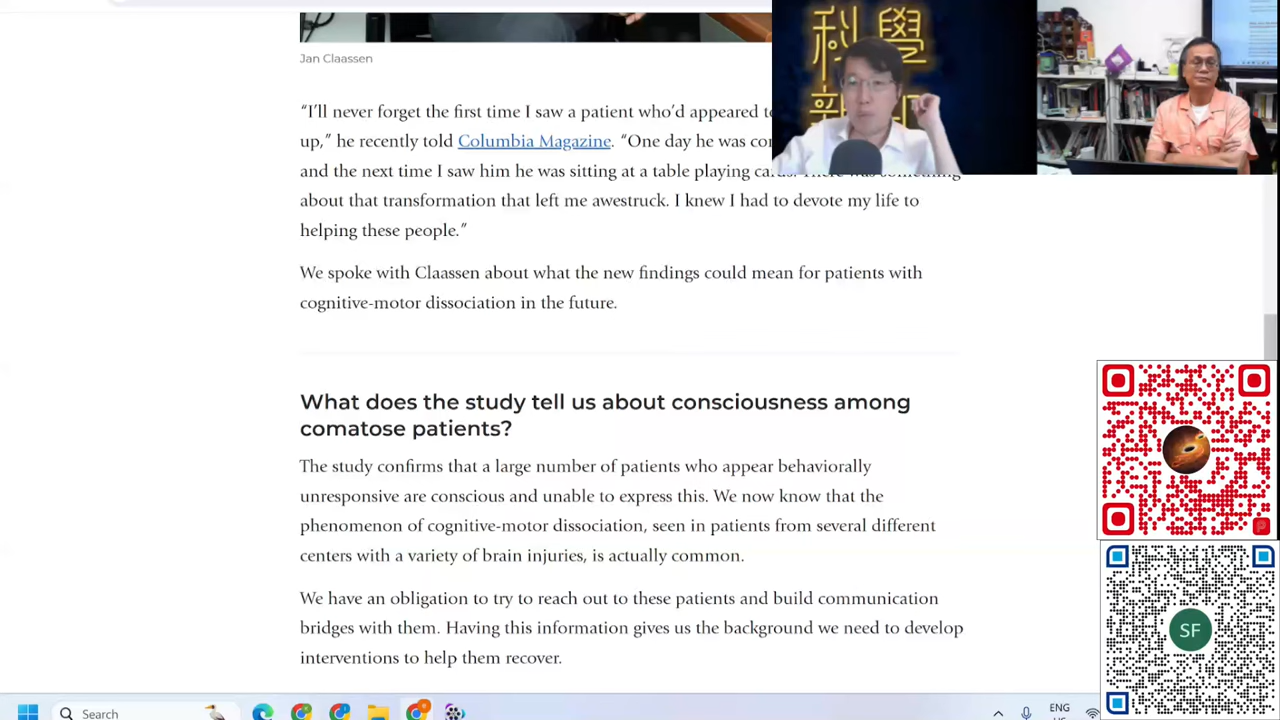 Jan Claassen
科學
新
“I’ll never forget the first time I saw a patient who’d appeared
up,” he recently told Columbia Magazine. “One day he was
and the next time I saw him he was sitting at a table playing cards. There was something
about that transformation that left me awestruck. I knew I had to devote my life to
helping these people.”
We spoke with Claassen about what the new findings could mean for patients with
cognitive-motor dissociation in the future.
What does the study tell us about consciousness among
comatose patients?
The study confirms that a large number of patients who appear behaviorally
unresponsive are conscious and unable to express this. We now know that the
phenomenon of cognitive-motor dissociation, seen in patients from several different
centers with a variety of brain injuries, is actually common.
We have an obligation to try to reach out to these patients and build communication
bridges with them. Having this information gives us the background we need to develop
interventions to help them recover.
SF
Search
ENG